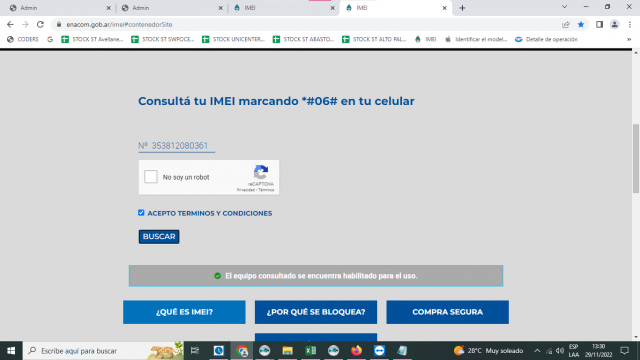 Admin
Admin
IMEI
IMEI
enacom.gob.ar/imei#contenedorSite
CODERS
STOCK ST Avellane...
STOCK ST SWPOCE...
STOCK UNICENTER...
STOCK ST ABASTO...
STOCK ST ALTO PAL...
IMEI
Identificar el model...
Detalle de operación
Consultá tu IMEI marcando *#06# en tu celular
Nº 353812080361
No soy un robot
reCAPTCHA
Privacidad - Términos
ACEPTO TERMINOS Y CONDICIONES
BUSCAR
El equipo consultado se encuentra habilitado para el uso.
¿QUÉ ES IMEI?
¿POR QUÉ SE BLOQUEA?
COMPRA SEGURA
Escribe aquí para buscar
28°C Muy soleado
ESP
LAA
13:30
29/11/2022